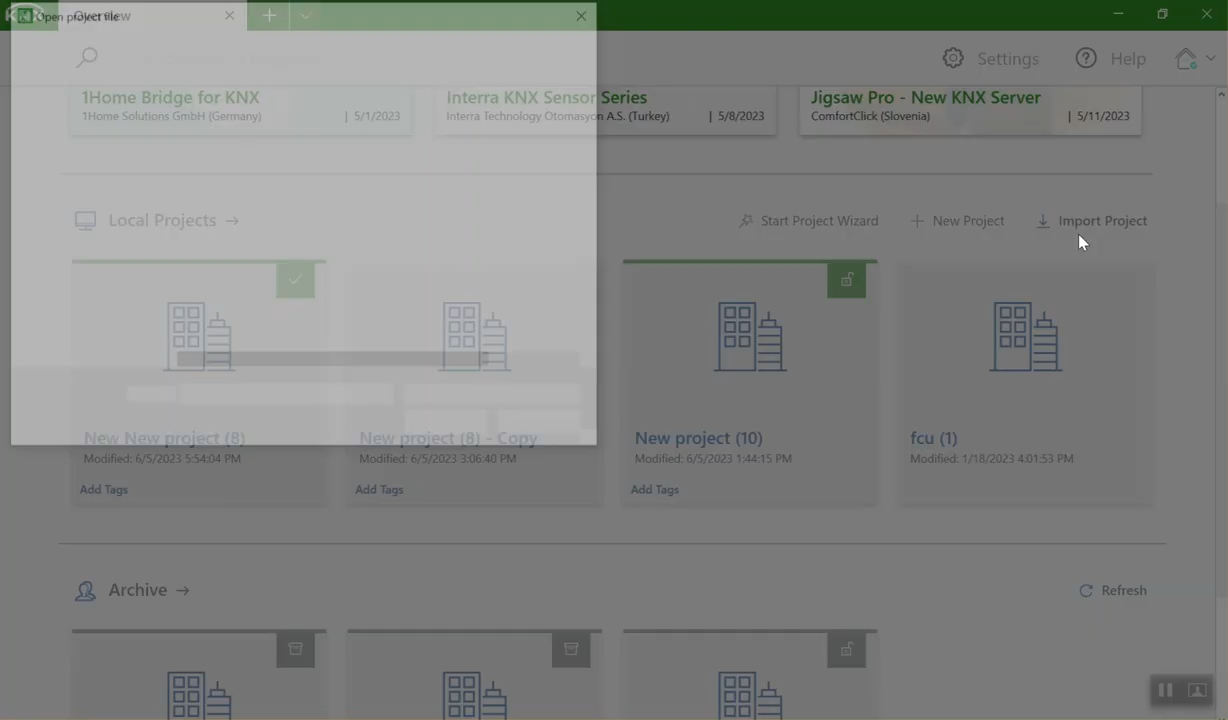 Open project file
Overview
Settings
Help
1Home Bridge for KNX
1Home Solutions GmbH (Germany) | 5/1/2023
Interra KNX Sensor Series
Interra Technology Otomasyon A.S. (Turkey) | 5/8/2023
Jigsaw Pro - New KNX Server
ComfortClick (Slovenia) | 5/11/2023
Local Projects →
Start Project Wizard
New Project
Import Project
New New project (8)
Modified: 6/5/2023 5:54:04 PM
Add Tags
New project (8) - Copy
Modified: 6/5/2023 3:06:40 PM
Add Tags
New project (10)
Modified: 6/5/2023 1:44:15 PM
Add Tags
fcu (1)
Modified: 1/18/2023 4:01:53 PM
Archive →
Refresh